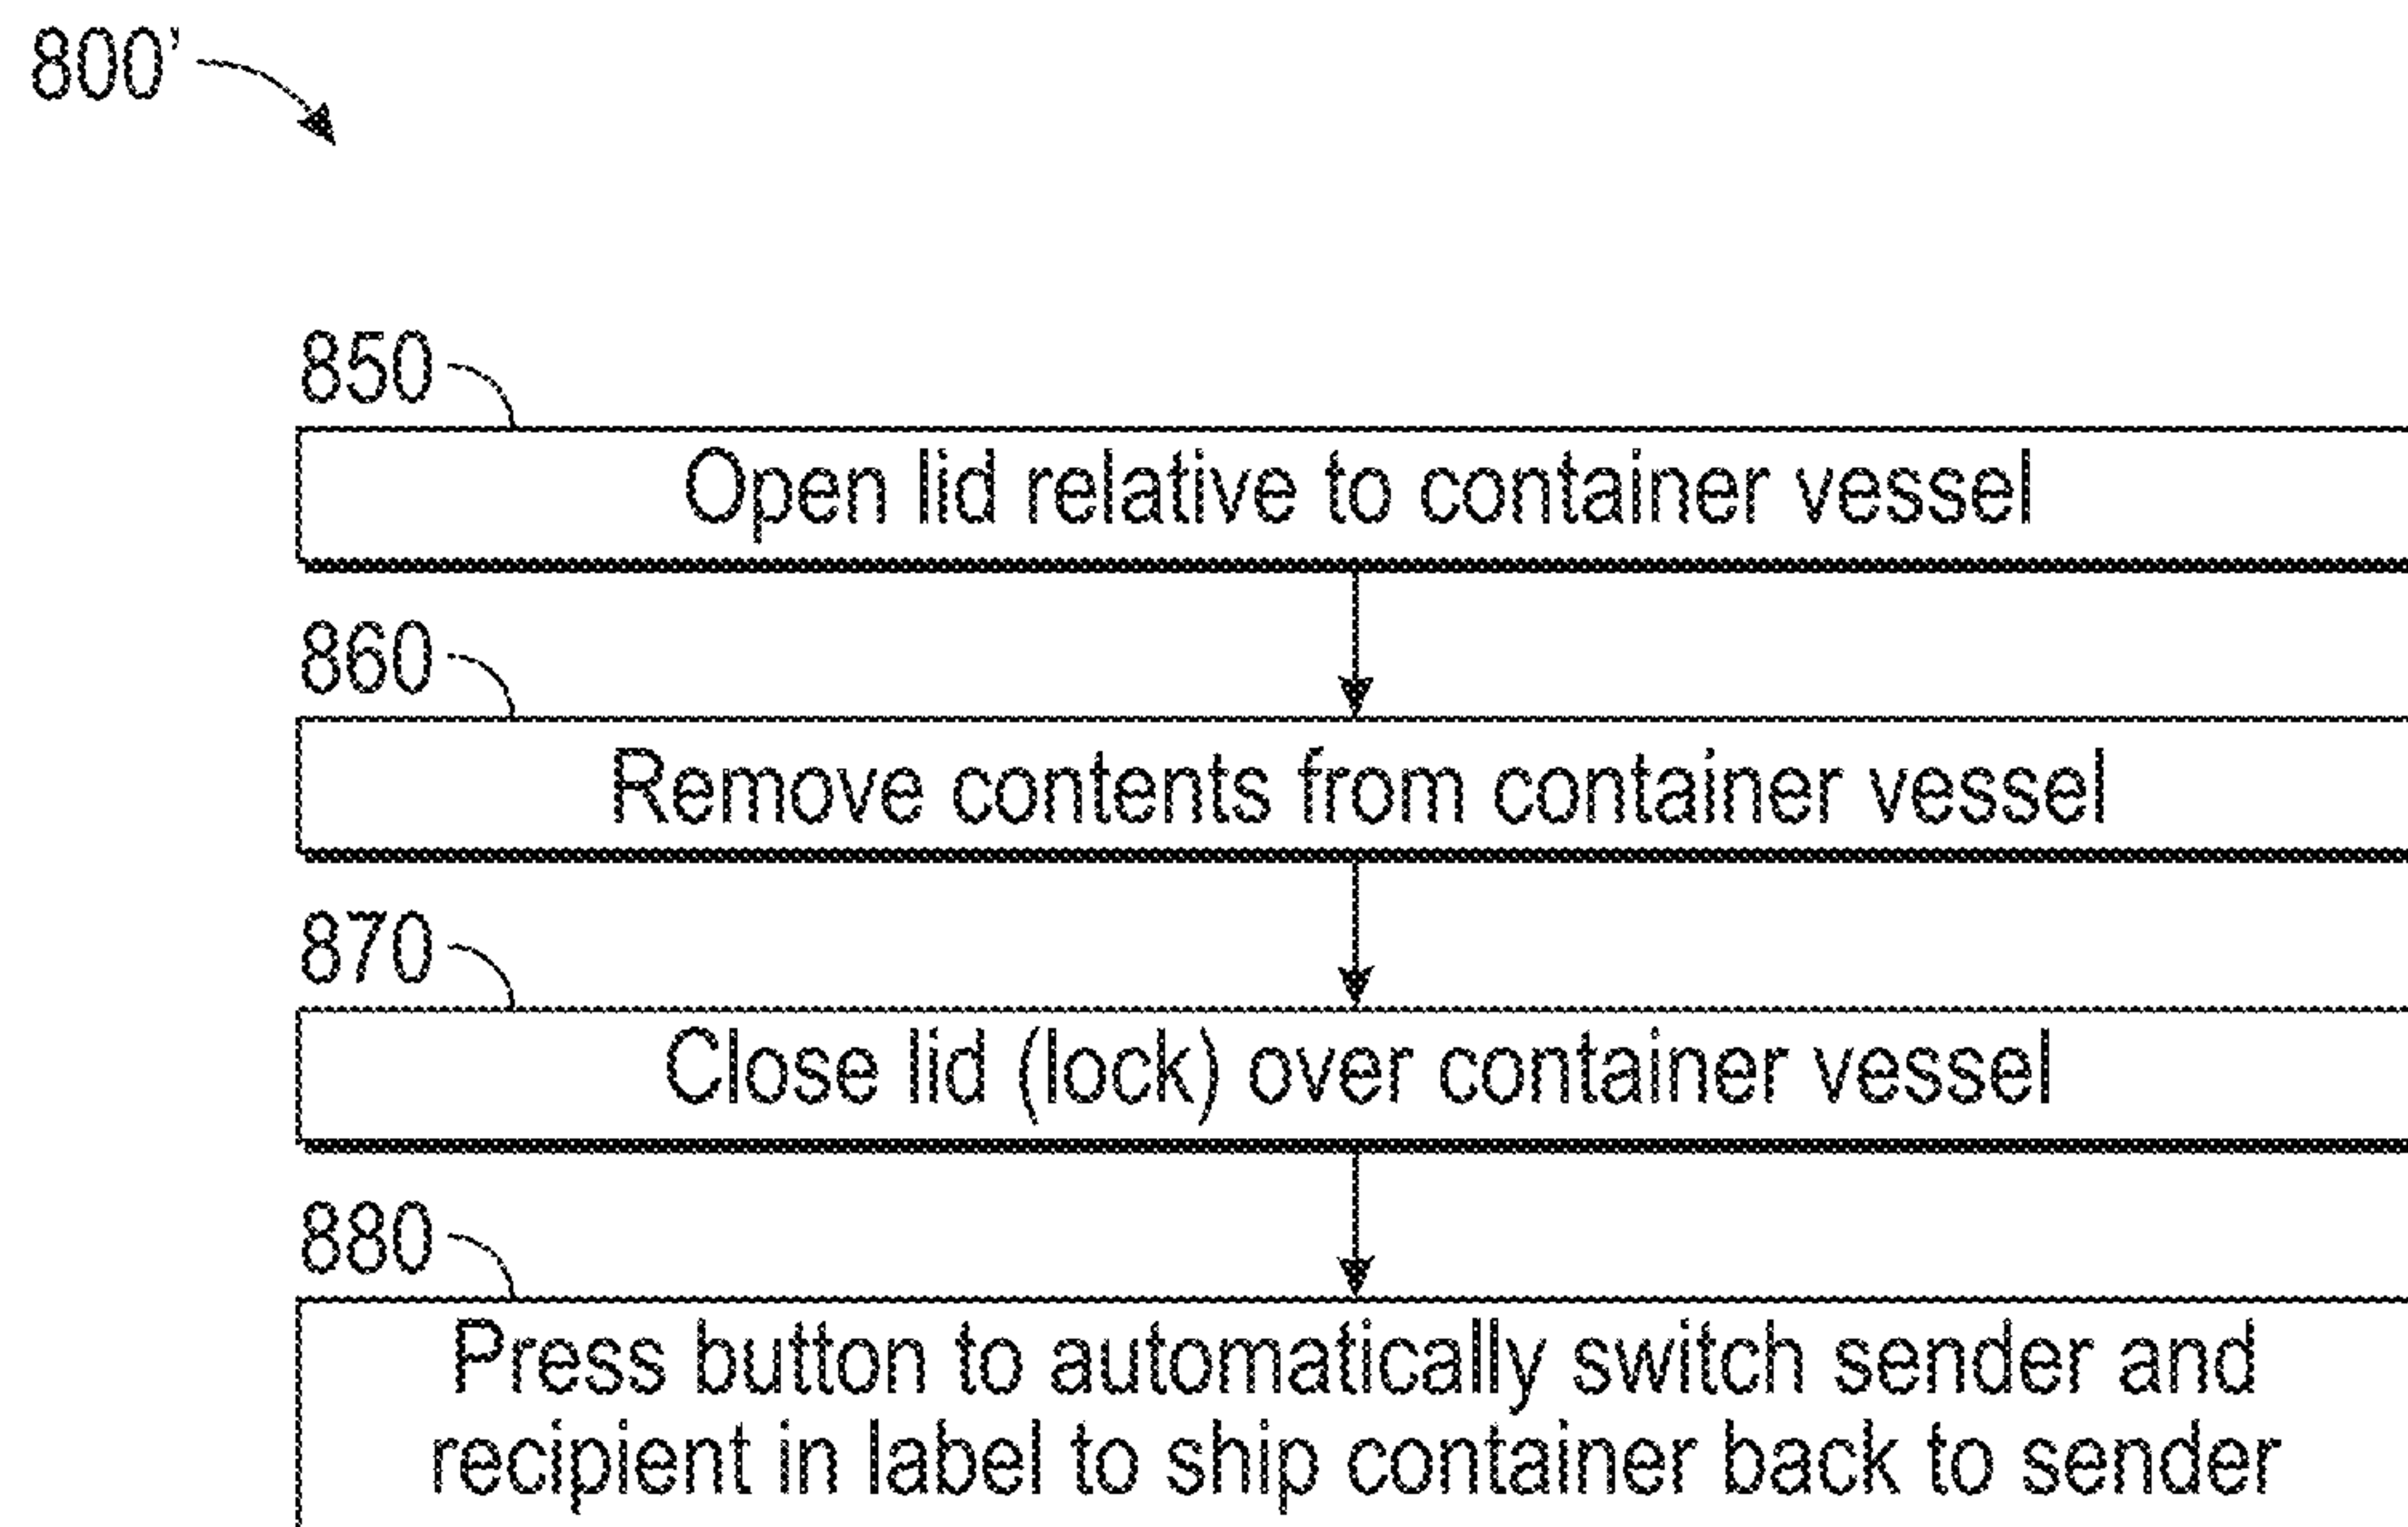 800'
850
Open lid relative to container vessel
860
Remove contents from container vessel
870
Close lid (lock) over container vessel
880
Press button to automatically switch sender and
recipient in label to ship container back to sender